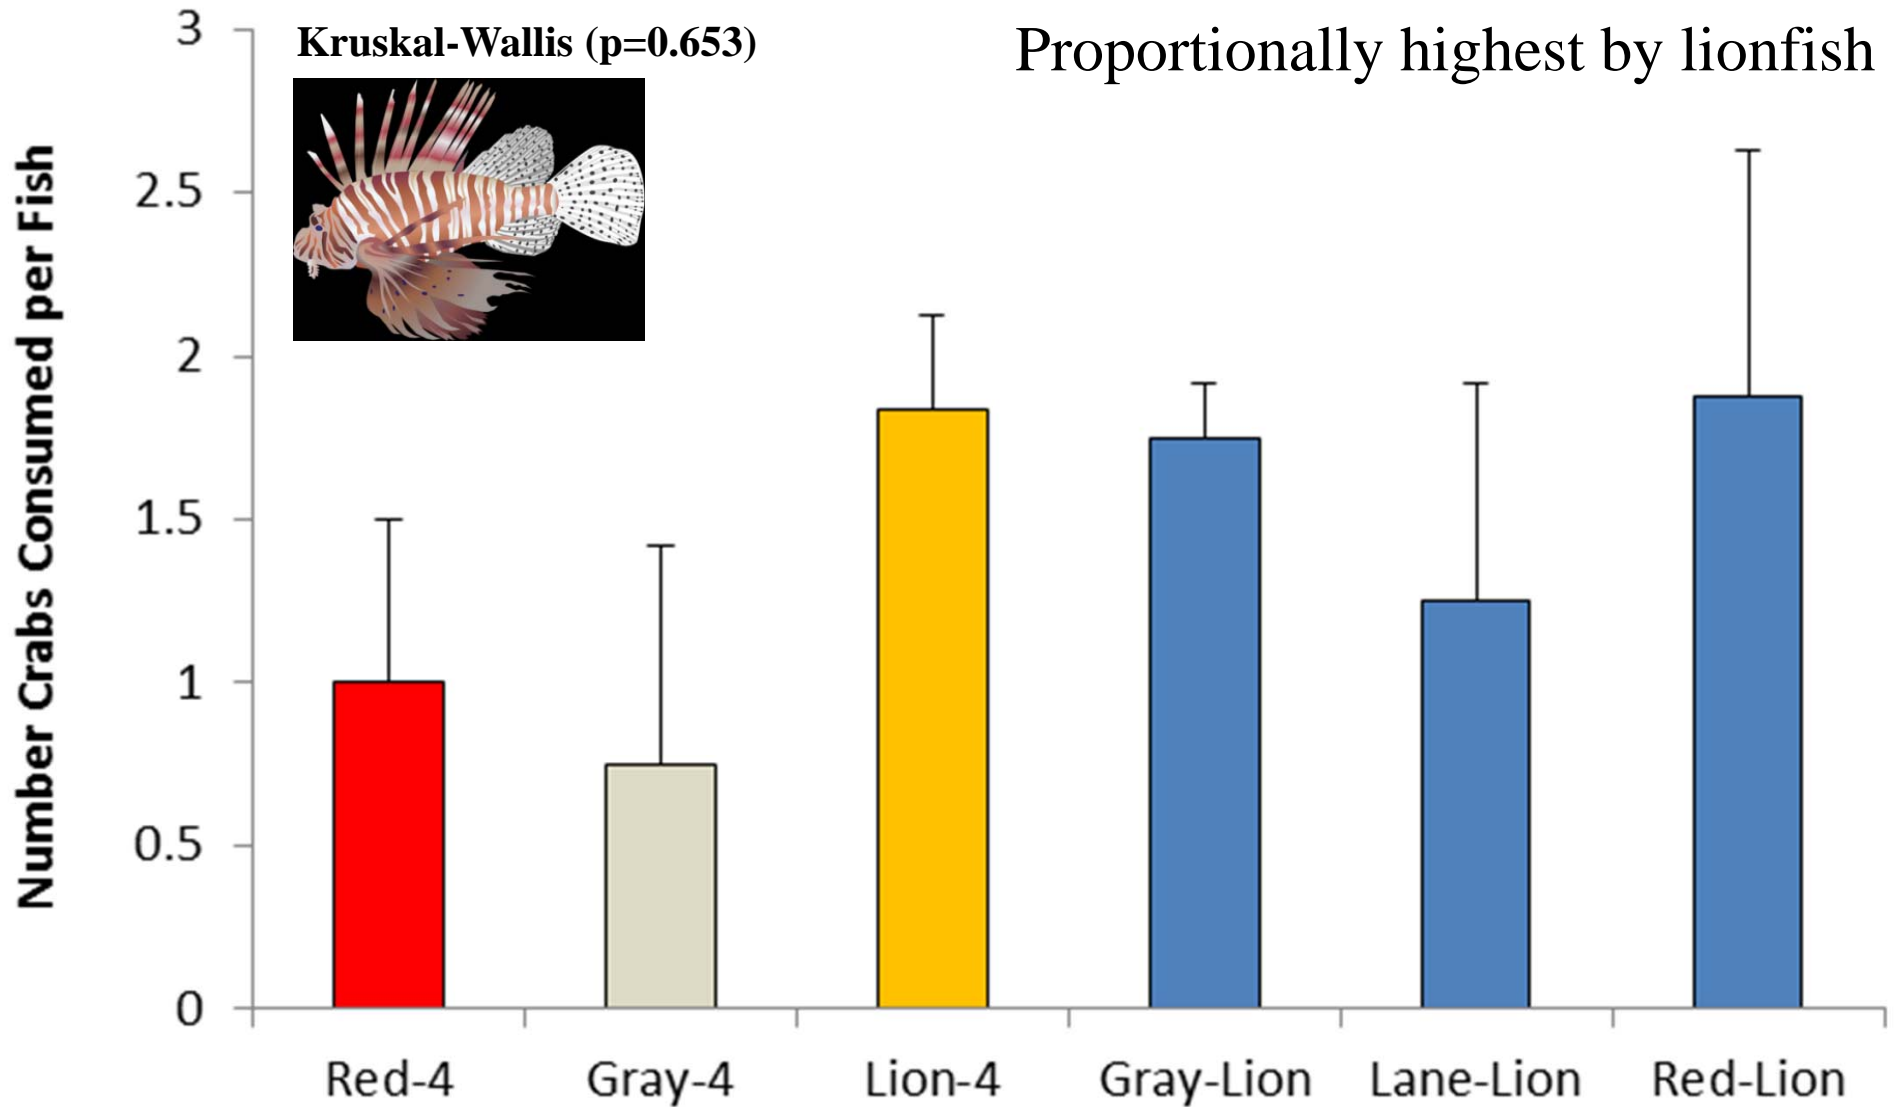 Kruskal-Wallis (p=0.653)
Proportionally highest by lionfish
Number Crabs Consumed per Fish
3
2.5
2
1.5
1
0.5
0
Red-4
Gray-4
Lion-4
Gray-Lion
Lane-Lion
Red-Lion